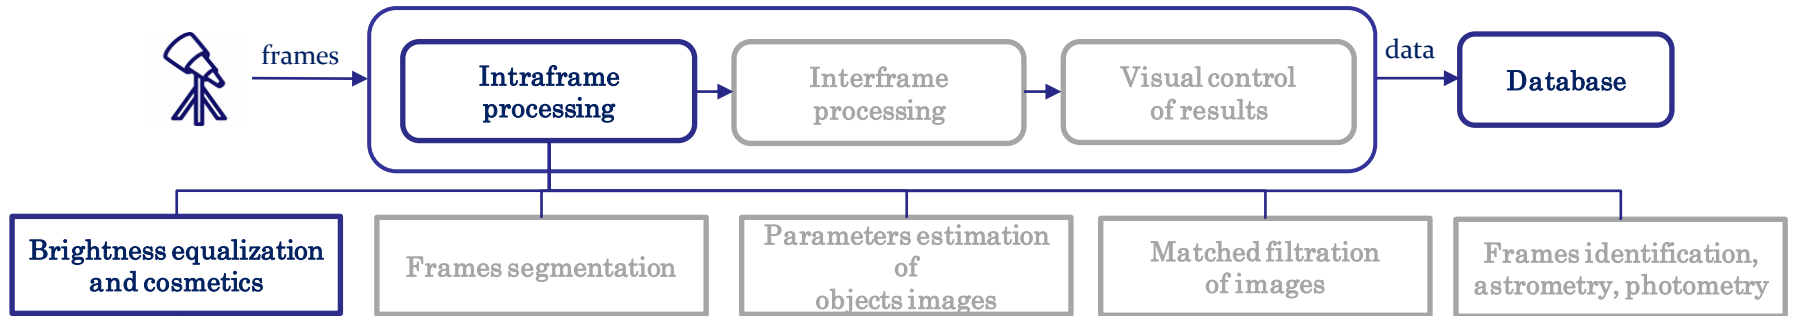 frames
Intraframe
processing
Interframe
processing
Visual control
of results
data
Database
Brightness equalization
and cosmetics
Frames segmentation
Parameters estimation
of
objects images
Matched filtration
of images
Frames identification,
astrometry, photometry